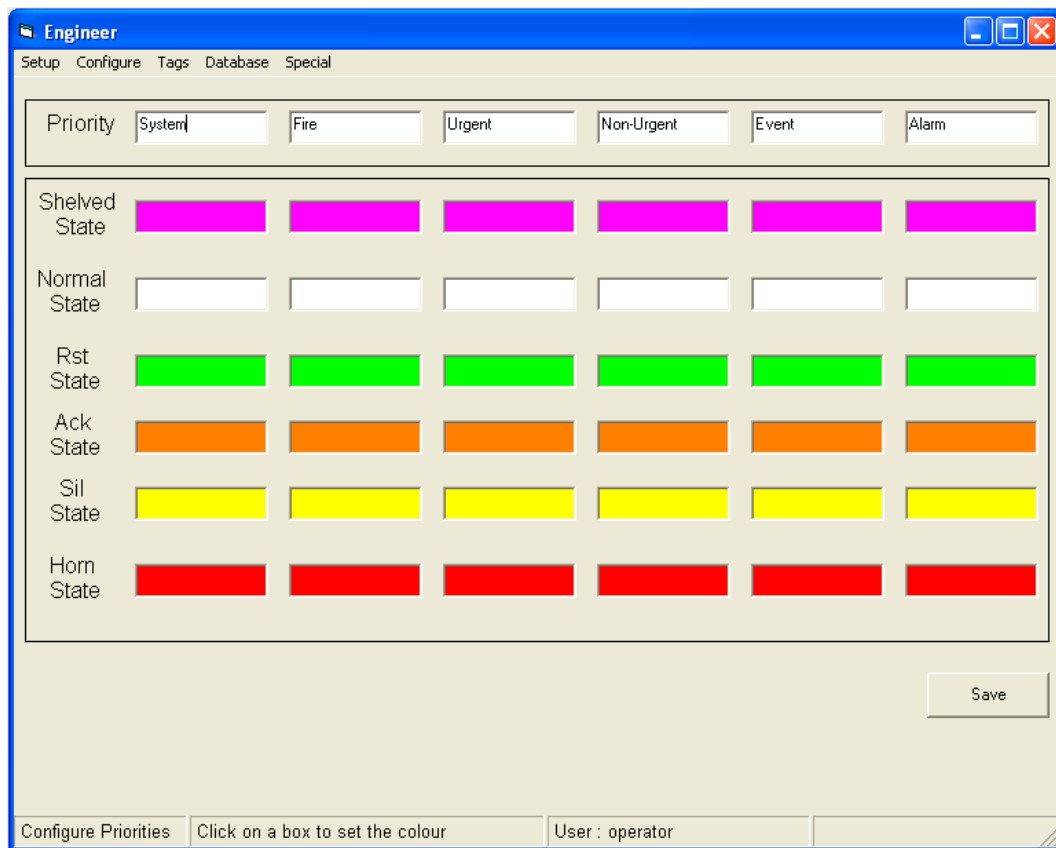 Engineer
Setup Configure Tags Database Special
Priority System Fire Urgent Non-Urgent Event Alarm
Shelved
State
Normal
State
Rst
State
Ack
State
Sil
State
Horn
State
Save
Configure Priorities Click on a box to set the colour User : operator